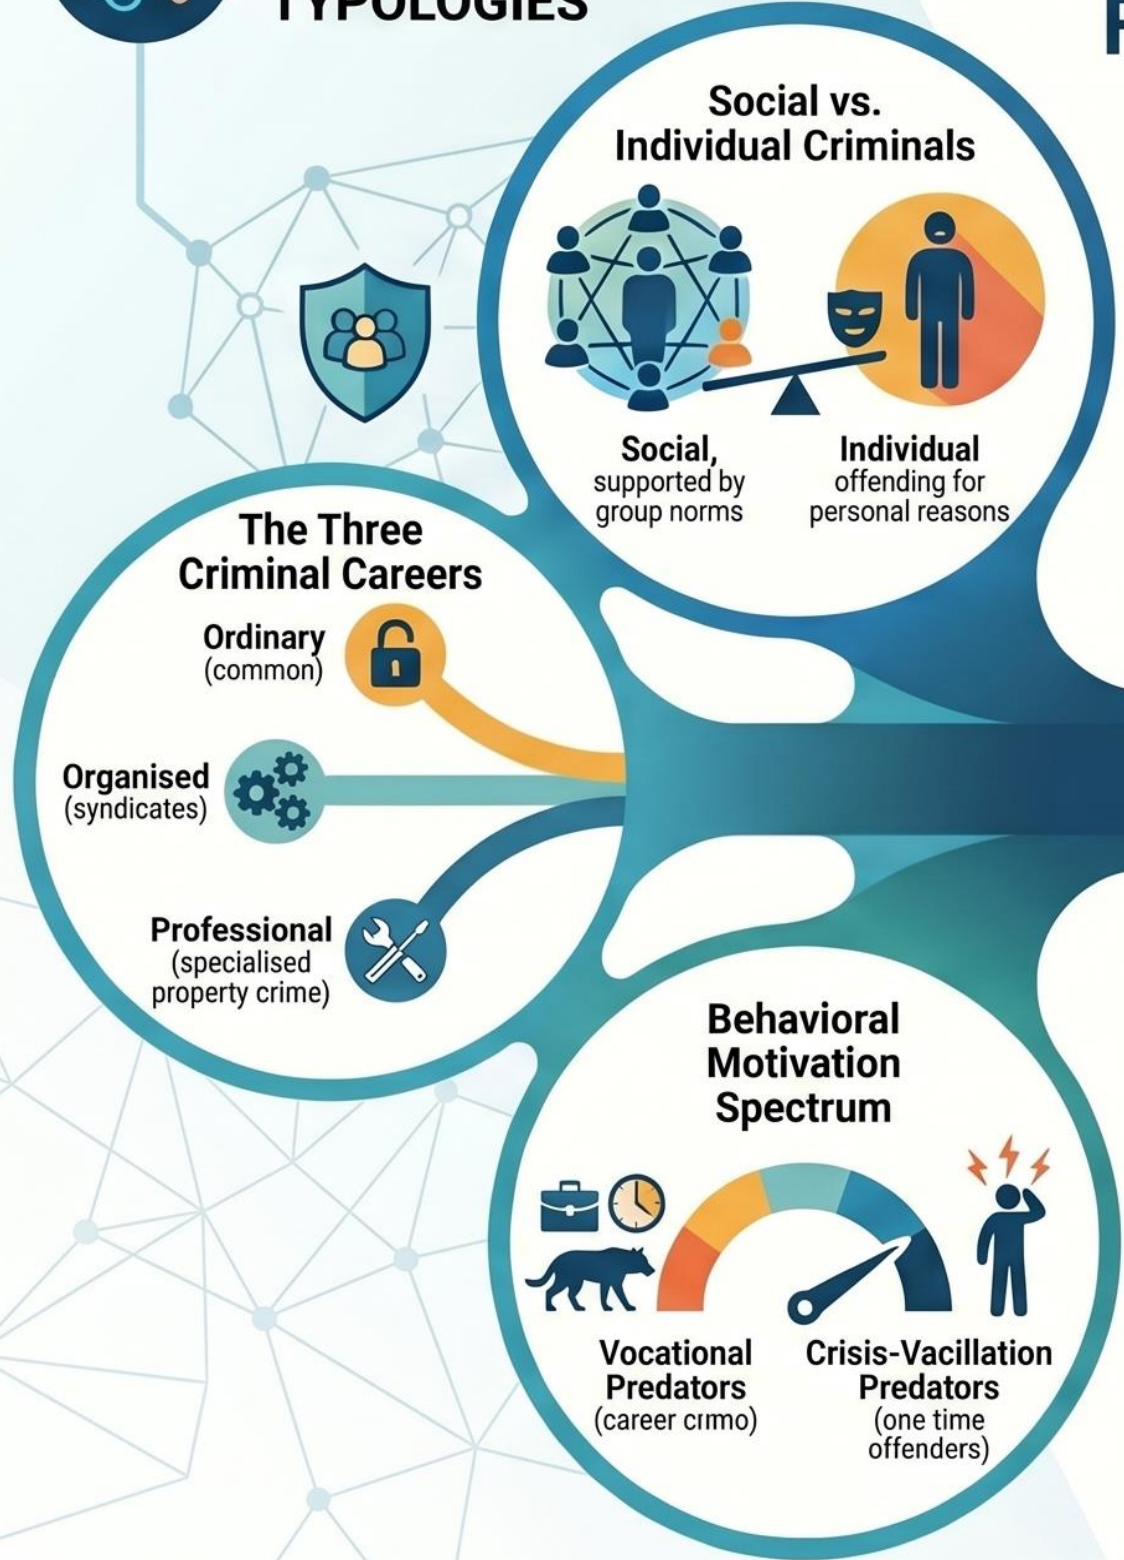 TYPOLOGIES
Social vs.
Individual Criminals
Social,
supported by
group norms
Individual
offending for
personal reasons
The Three
Criminal Careers
Ordinary
(common)
Organised
(syndicates)
Professional
(specialised
property crime)
Behavioral
Motivation
Spectrum
Vocational
Predators
(career crımo)
Crisis-Vacillation
Predators
(one time
offenders)